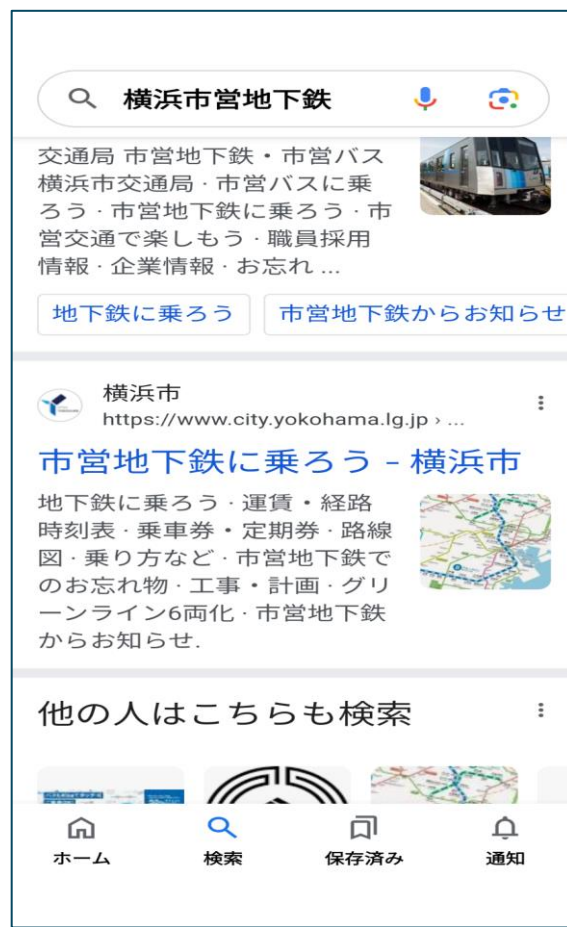 横浜市営地下鉄
交通局 市営地下鉄・市営バス
横浜市交通局 · 市営バスに乗
ろう · 市営地下鉄に乗ろう · 市
営交通で楽しもう · 職員採用
情報 · 企業情報 · お忘れ ...
地下鉄に乗ろう
市営地下鉄からお知らせ
横浜市
https://www.city.yokohama.lg.jp › ...
市営地下鉄に乗ろう - 横浜市
地下鉄に乗ろう · 運賃・経路
時刻表 · 乗車券・定期券 · 路線
図 · 乗り方など · 市営地下鉄で
のお忘れ物 · 工事・計画 · グリ
ーンライン6両化 · 市営地下鉄
からお知らせ.
他の人はこちらも検索
ホーム
検索
保存済み
通知